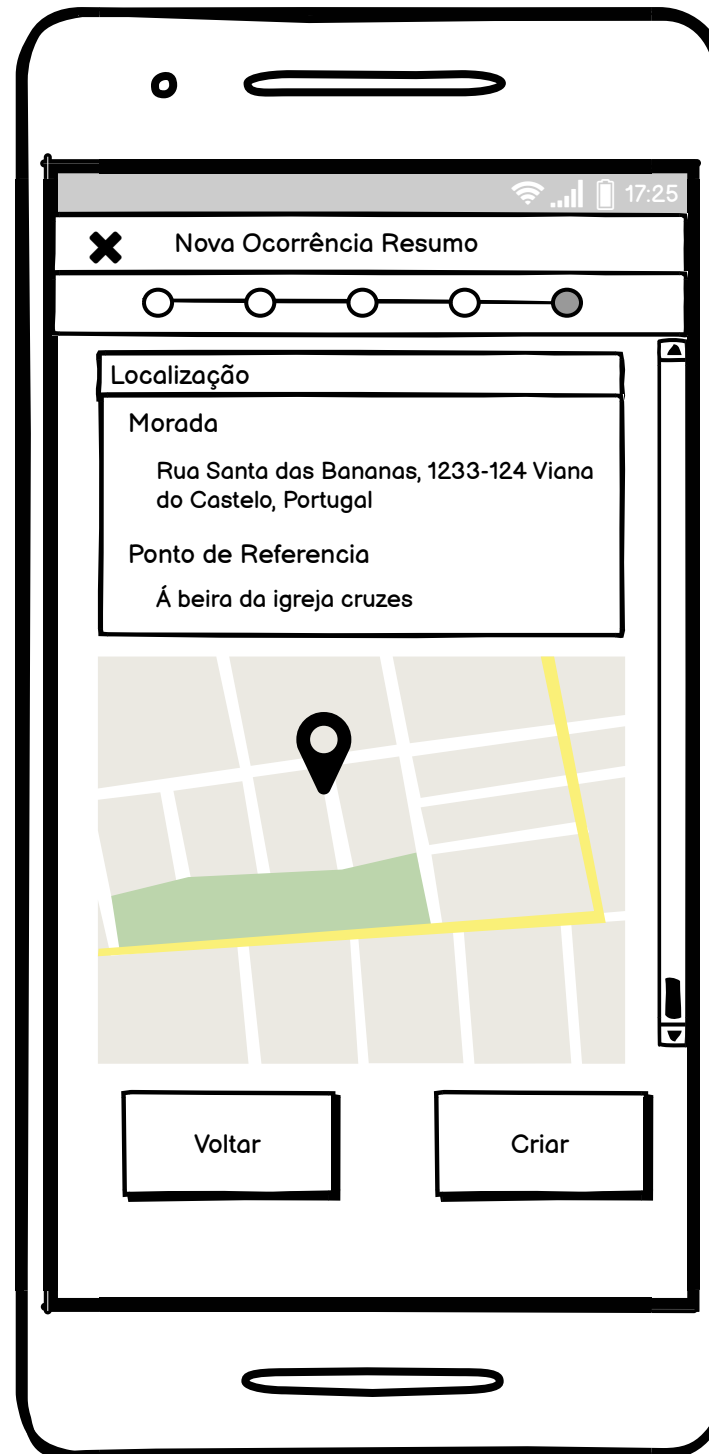 17:25
Nova Ocorrência Resumo
Localização
Morada
Rua Santa das Bananas, 1233-124 Viana
do Castelo, Portugal
Ponto de Referencia
Á beira da igreja cruzes
Voltar
Criar